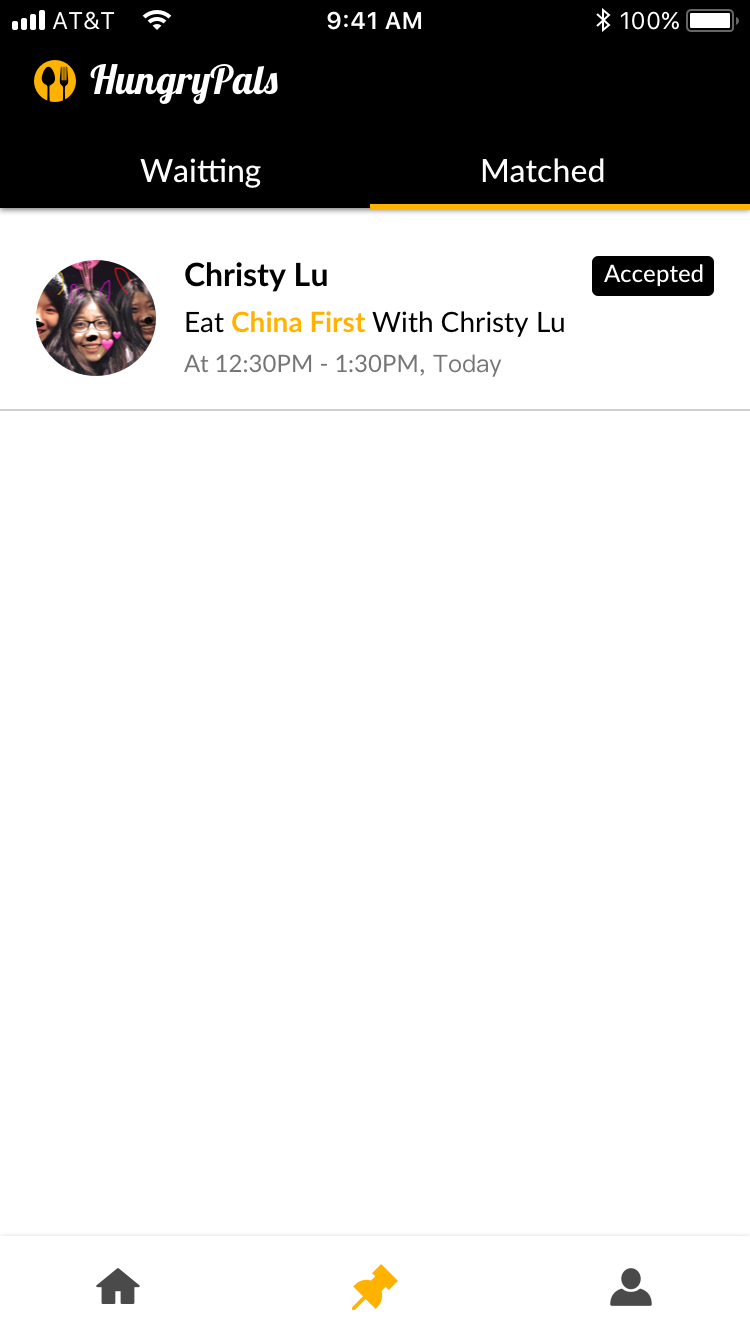 AT&T 9:41 AM 100%
HungryPals
Waitting Matched
Christy Lu Accepted
Eat China First With Christy Lu
At 12:30PM - 1:30PM, Today